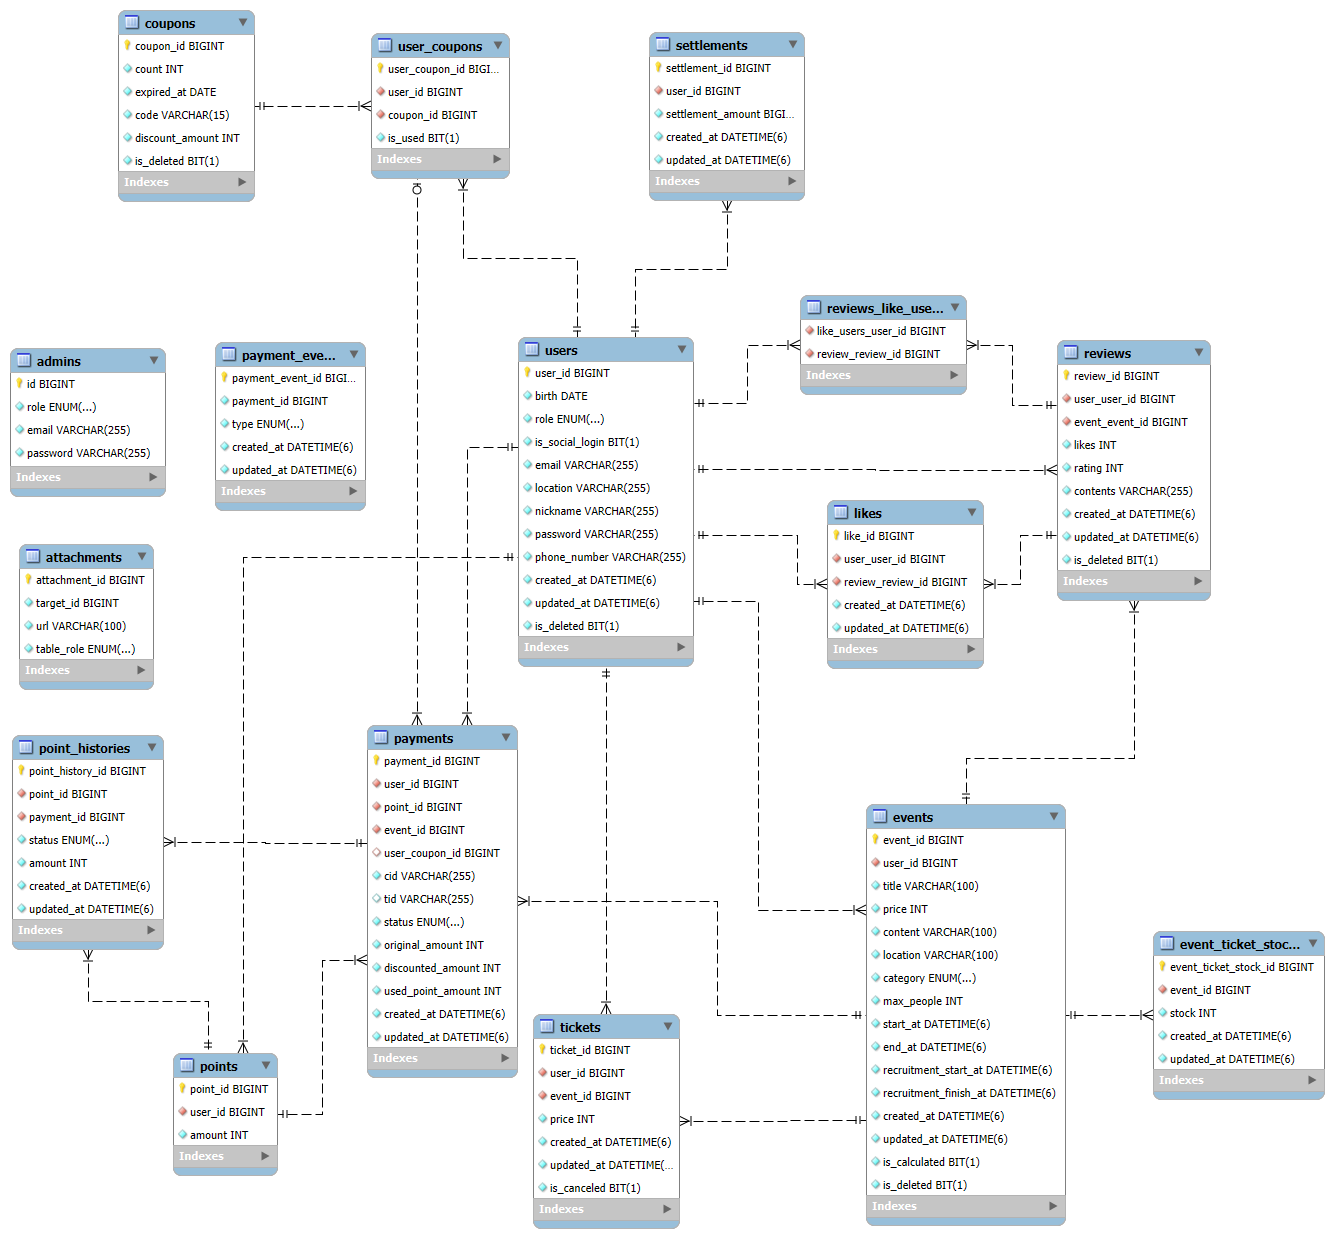 coupons
coupon_id BIGINT
count INT
expired_at DATE
code VARCHAR(15)
discount_amount INT
is_deleted BIT(1)
Indexes
user_coupons
user_coupon_id BIGI...
user_id BIGINT
coupon_id BIGINT
is_used BIT(1)
Indexes
settlements
settlement_id BIGINT
user_id BIGINT
settlement_amount BIGI...
created_at DATETIME(6)
updated_at DATETIME(6)
Indexes
admins
id BIGINT
role ENUM(...)
email VARCHAR(255)
password VARCHAR(255)
Indexes
payment_eve...
payment_event_id BIGI...
payment_id BIGINT
type ENUM(...)
created_at DATETIME(6)
updated_at DATETIME(6)
Indexes
users
user_id BIGINT
birth DATE
role ENUM(...)
is_social_login BIT(1)
email VARCHAR(255)
location VARCHAR(255)
nickname VARCHAR(255)
password VARCHAR(255)
phone_number VARCHAR(255)
created_at DATETIME(6)
updated_at DATETIME(6)
is_deleted BIT(1)
Indexes
reviews_like_use...
like_users_user_id BIGINT
review_review_id BIGINT
Indexes
reviews
review_id BIGINT
user_user_id BIGINT
event_event_id BIGINT
likes INT
rating INT
contents VARCHAR(255)
created_at DATETIME(6)
updated_at DATETIME(6)
is_deleted BIT(1)
Indexes
likes
like_id BIGINT
user_user_id BIGINT
review_review_id BIGINT
created_at DATETIME(6)
updated_at DATETIME(6)
Indexes
attachments
attachment_id BIGINT
target_id BIGINT
url VARCHAR(100)
table_role ENUM(...)
Indexes
point_histories
point_history_id BIGINT
point_id BIGINT
payment_id BIGINT
status ENUM(...)
amount INT
created_at DATETIME(6)
updated_at DATETIME(6)
Indexes
payments
payment_id BIGINT
user_id BIGINT
point_id BIGINT
event_id BIGINT
user_coupon_id BIGINT
cid VARCHAR(255)
tid VARCHAR(255)
status ENUM(...)
original_amount INT
discounted_amount INT
used_point_amount INT
created_at DATETIME(6)
updated_at DATETIME(6)
Indexes
events
event_id BIGINT
user_id BIGINT
title VARCHAR(100)
price INT
content VARCHAR(100)
location VARCHAR(100)
category ENUM(...)
max_people INT
start_at DATETIME(6)
end_at DATETIME(6)
recruitment_start_at DATETIME(6)
recruitment_finish_at DATETIME(6)
created_at DATETIME(6)
updated_at DATETIME(6)
is_calculated BIT(1)
is_deleted BIT(1)
Indexes
event_ticket_stoc...
event_ticket_stock_id BIGINT
event_id BIGINT
stock INT
created_at DATETIME(6)
updated_at DATETIME(6)
Indexes
points
point_id BIGINT
user_id BIGINT
amount INT
Indexes
tickets
ticket_id BIGINT
user_id BIGINT
event_id BIGINT
price INT
created_at DATETIME(6)
updated_at DATETIME(...
is_canceled BIT(1)
Indexes